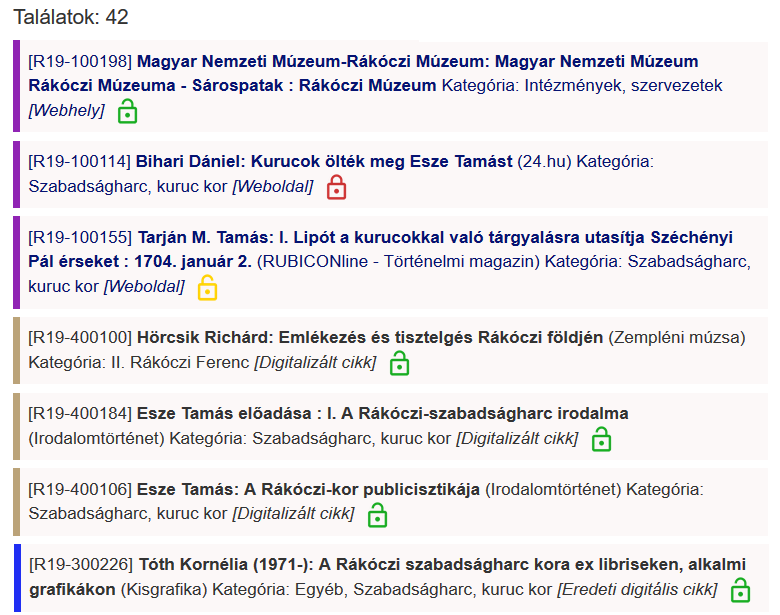 Találatok: 42
[R19-100198] Magyar Nemzeti Múzeum-Rákóczi Múzeum: Magyar Nemzeti Múzeum
Rákóczi Múzeuma - Sárospatak : Rákóczi Múzeum Kategória: Intézmények, szervezetek
[Webhely]
[R19-100114] Bihari Dániel: Kurucok ölték meg Esze Tamást (24.hu) Kategória:
Szabadságharc, kuruc kor [Weboldal]
[R19-100155] Tarján M. Tamás: I. Lipót a kurucokkal való tárgyalásra utasítja Széchényi
Pál érseket : 1704. január 2. (RUBICONline - Történelmi magazin) Kategória: Szabadságharc,
kuruc kor [Weboldal]
[R19-400100] Hörcsik Richárd: Emlékezés és tisztelgés Rákóczi földjén (Zempléni múzsa)
Kategória: II. Rákóczi Ferenc [Digitalizált cikk]
[R19-400184] Esze Tamás előadása : I. A Rákóczi-szabadságharc irodalma
(Irodalomtörténet) Kategória: Szabadságharc, kuruc kor [Digitalizált cikk]
[R19-400106] Esze Tamás: A Rákóczi-kor publicisztikája (Irodalomtörténet) Kategória:
Szabadságharc, kuruc kor [Digitalizált cikk]
[R19-300226] Tóth Kornélia (1971-): A Rákóczi szabadságharc kora ex libriseken, alkalmi
grafikákon (Kisgrafika) Kategória: Egyéb, Szabadságharc, kuruc kor [Eredeti digitális cikk]